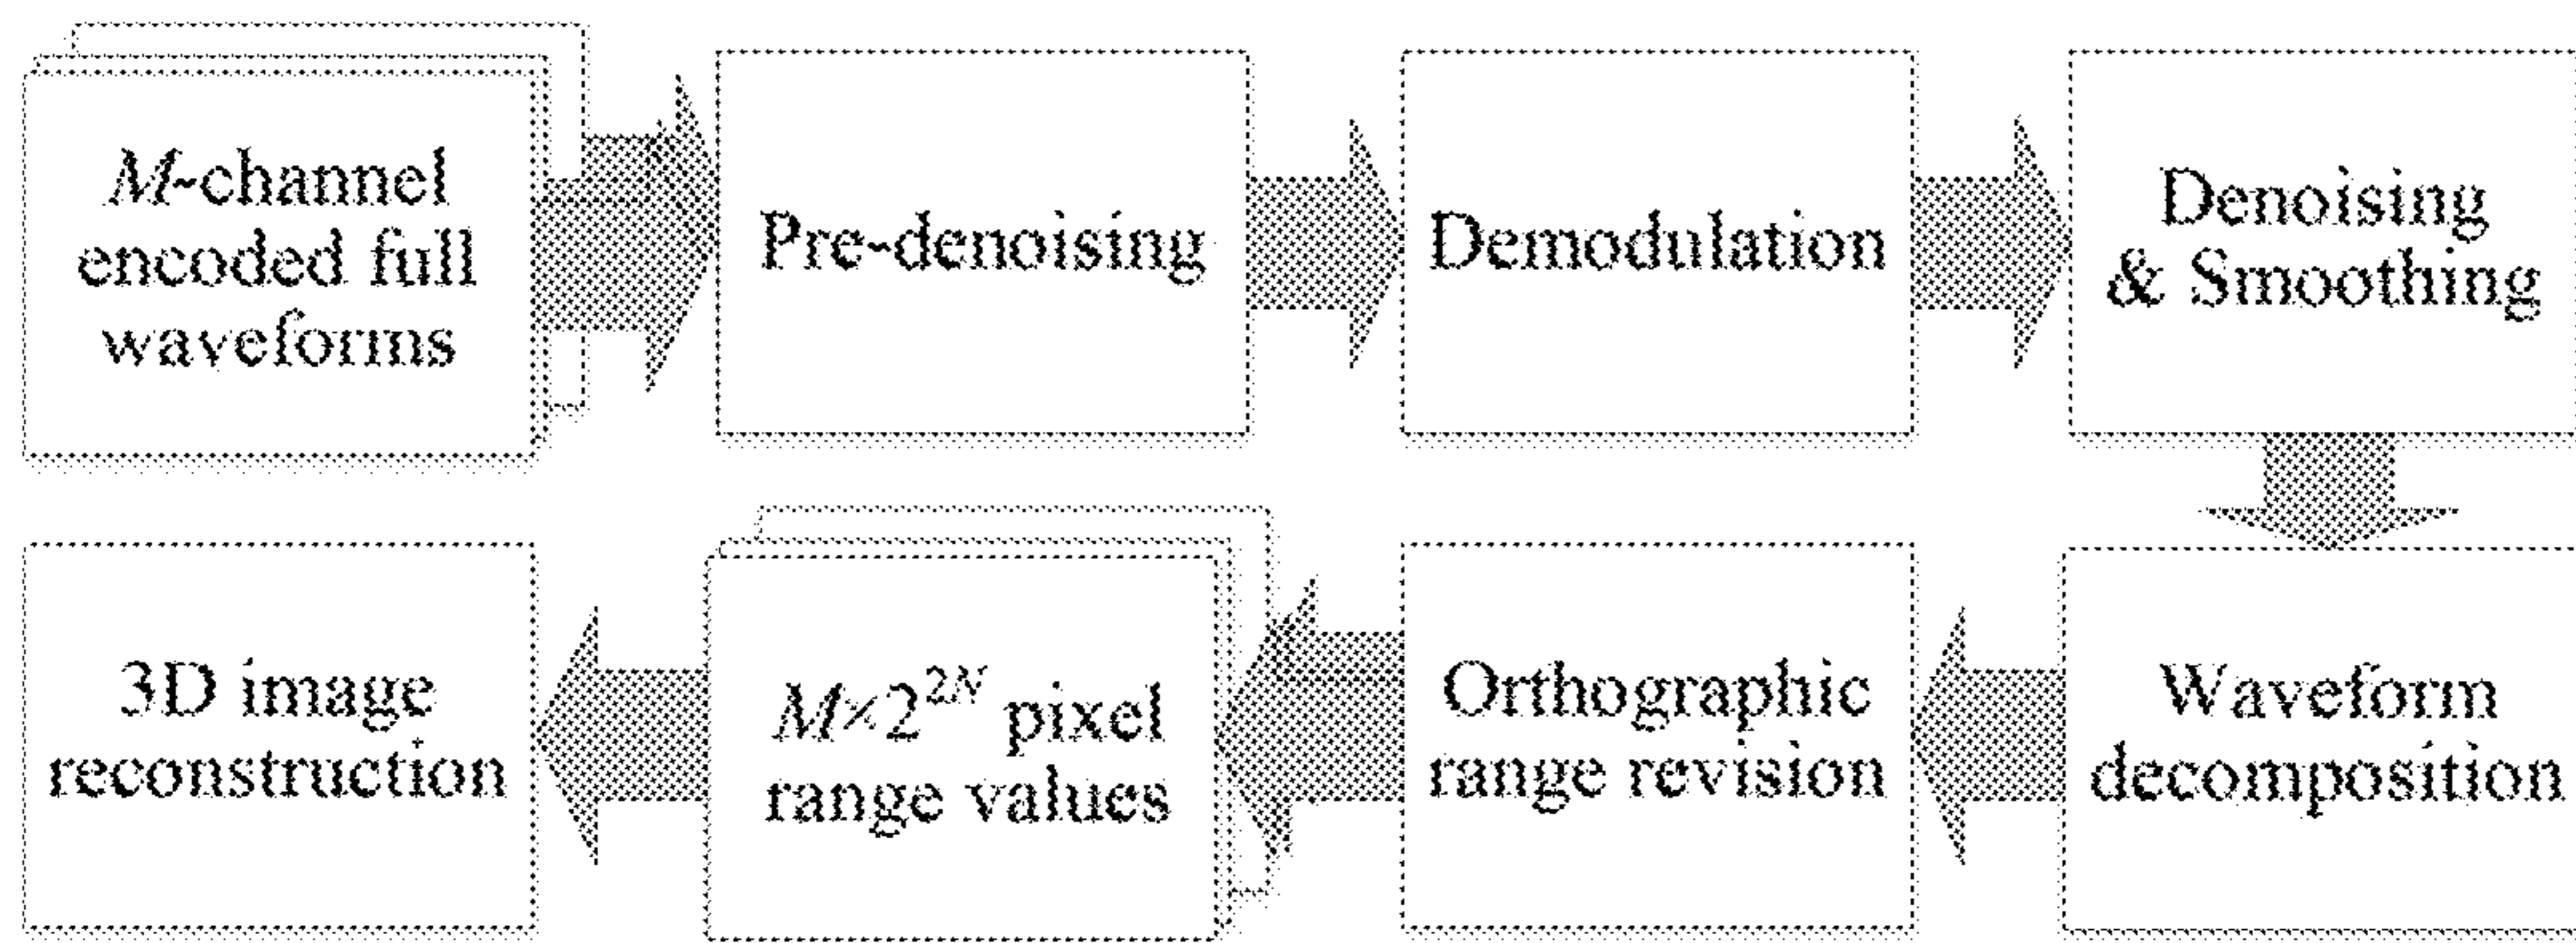 M-channel
encoded full
waveforms
Pre-denoising
Demodulation
Denoising
& Smoothing
3D image
reconstruction
M×2^{2N} pixel
range values
Orthographic
range revision
Waveform
decomposition